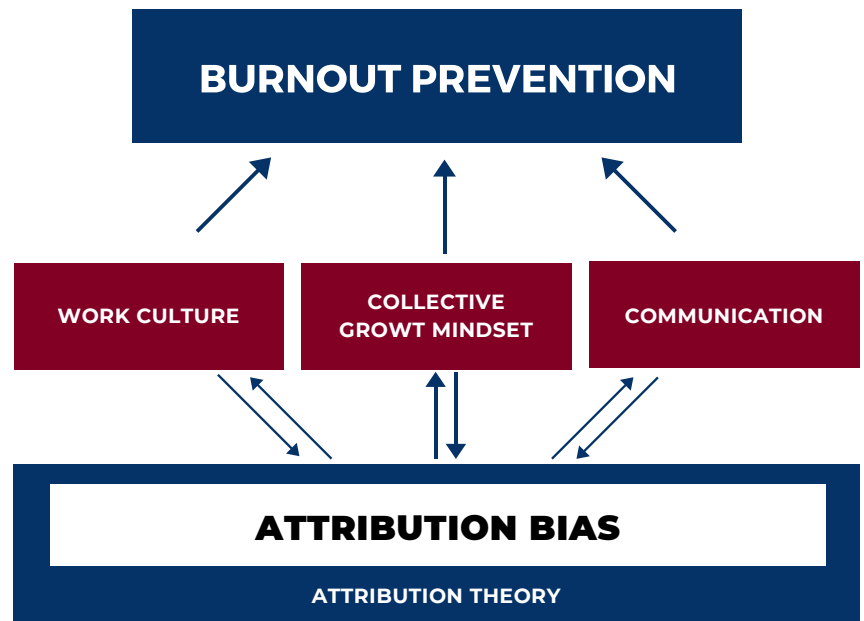 BURNOUT PREVENTION
WORK CULTURE
COLLECTIVE
GROWT MINDSET
COMMUNICATION
ATTRIBUTION BIAS
ATTRIBUTION THEORY